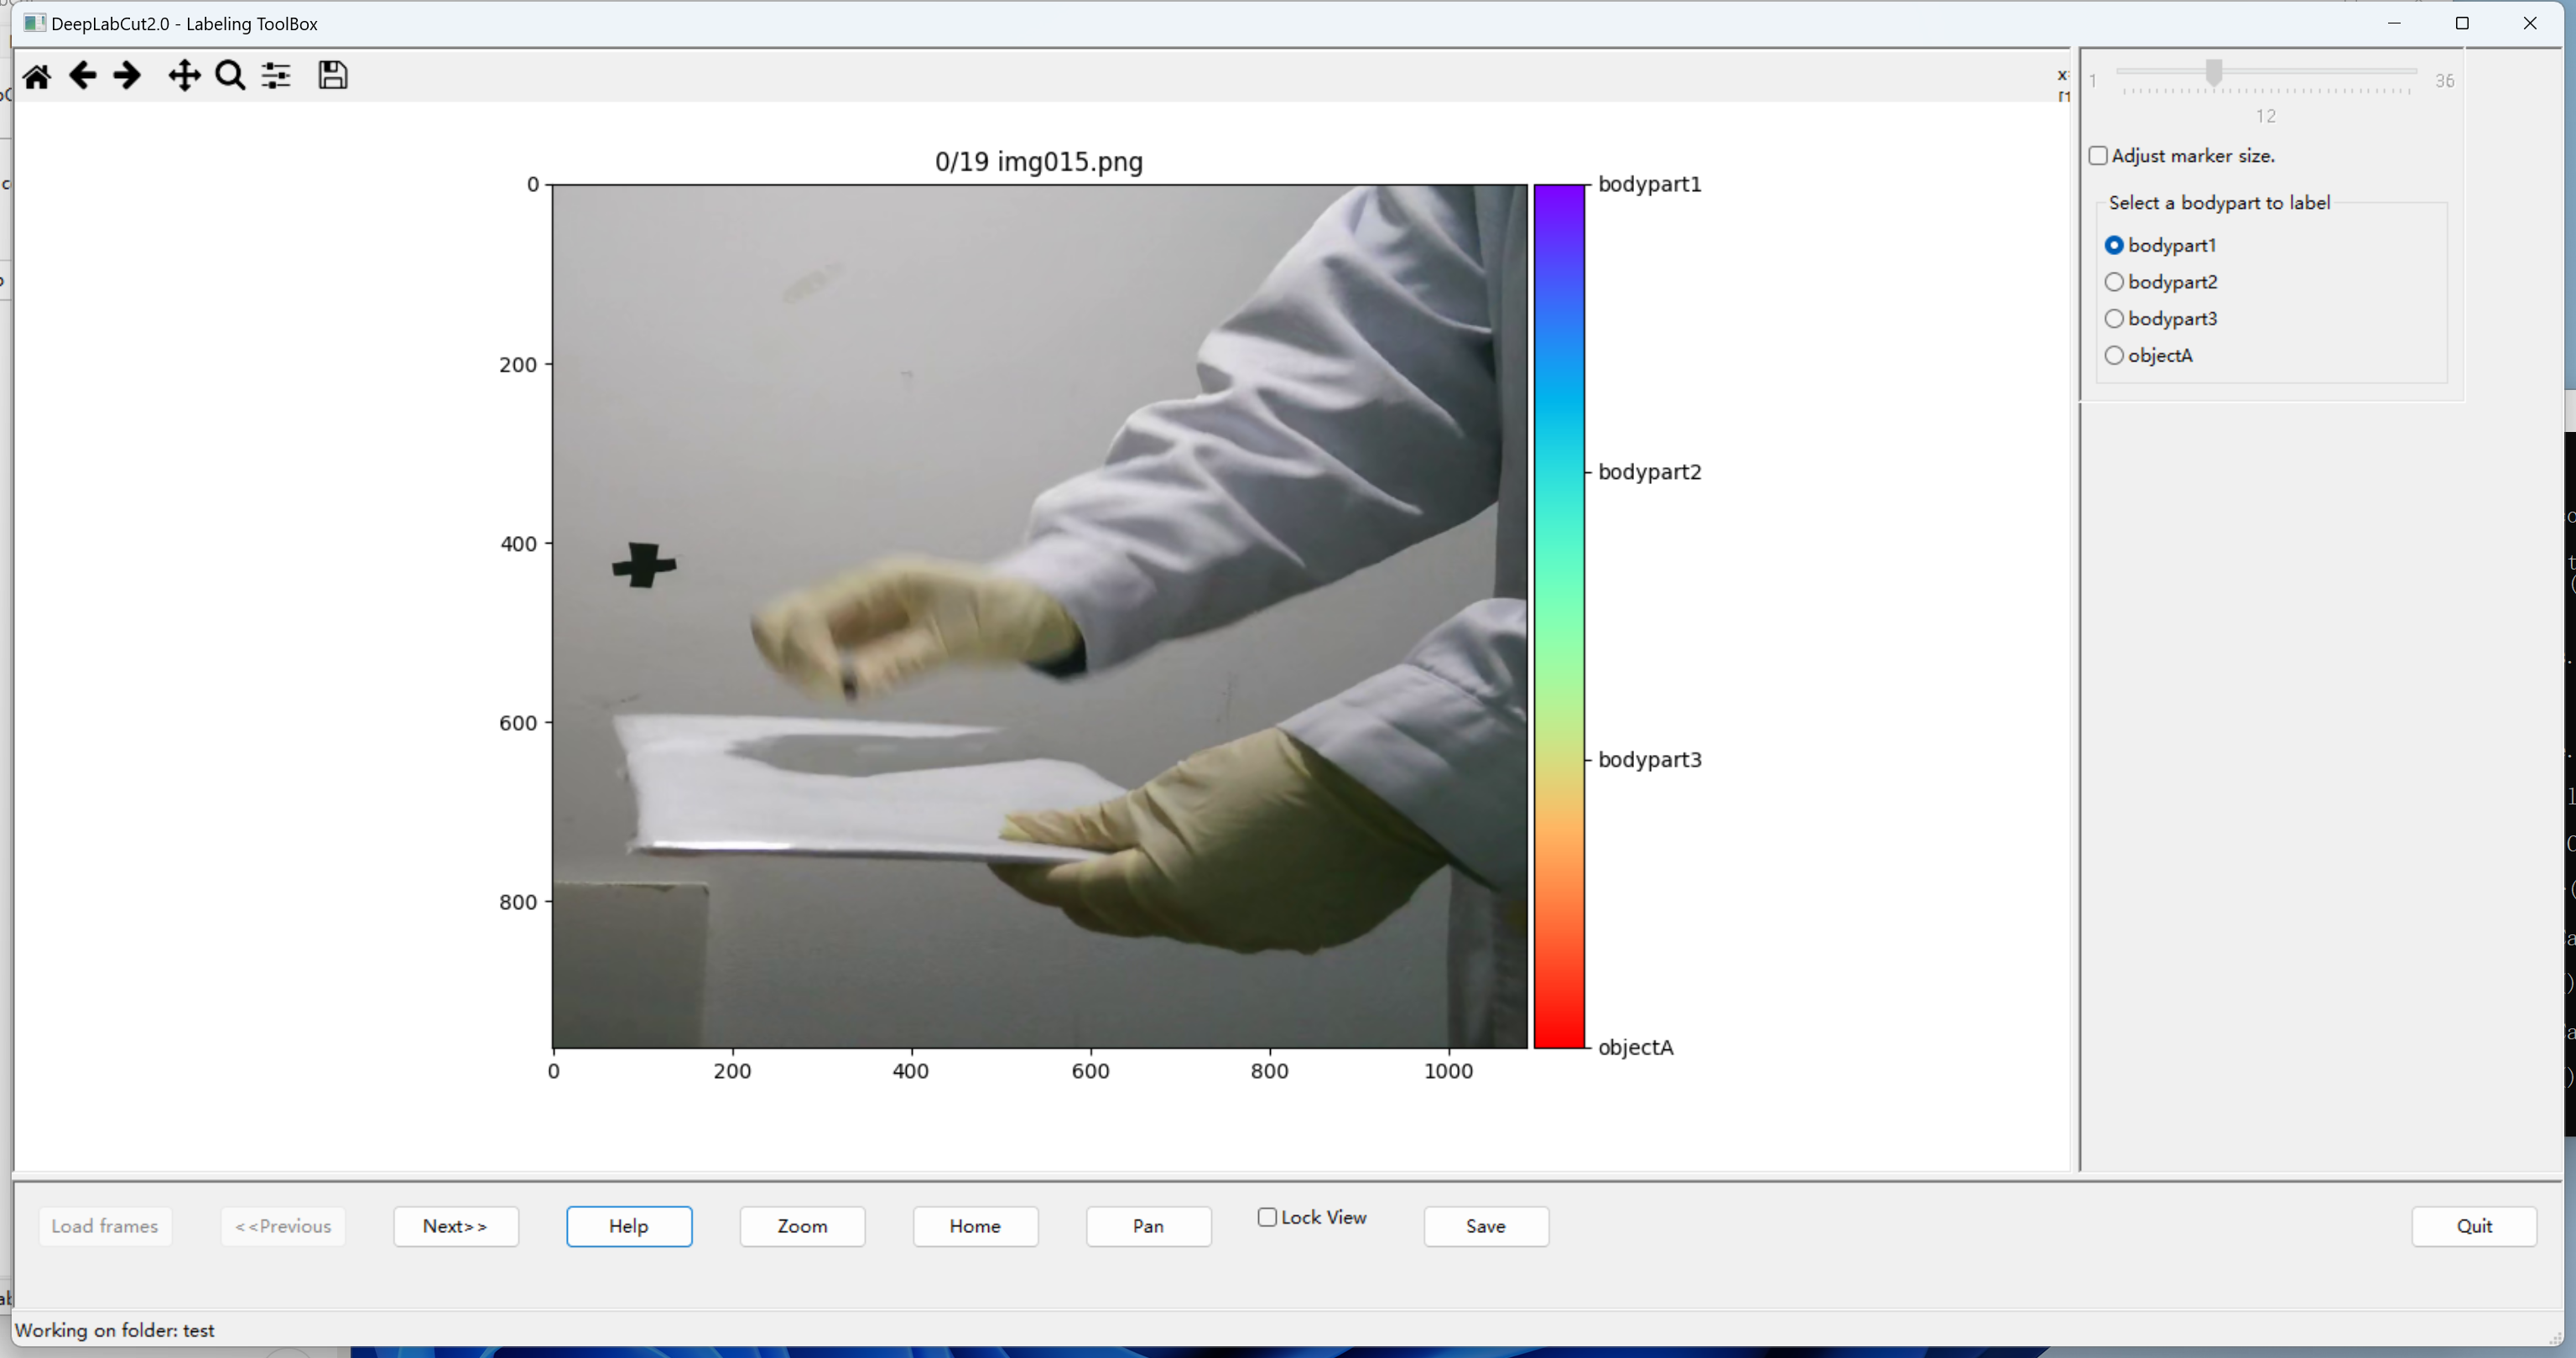 DeepLabCut2.0 - Labeling ToolBox
1
36
12
Adjust marker size.
Select a bodypart to label
bodypart1
bodypart2
bodypart3
objectA
0/19 img015.png
0
200
400
600
800
0
200
400
600
800
1000
bodypart1
bodypart2
bodypart3
objectA
Load frames
<<Previous
Next>>
Help
Zoom
Home
Pan
Lock View
Save
Quit
Working on folder: test